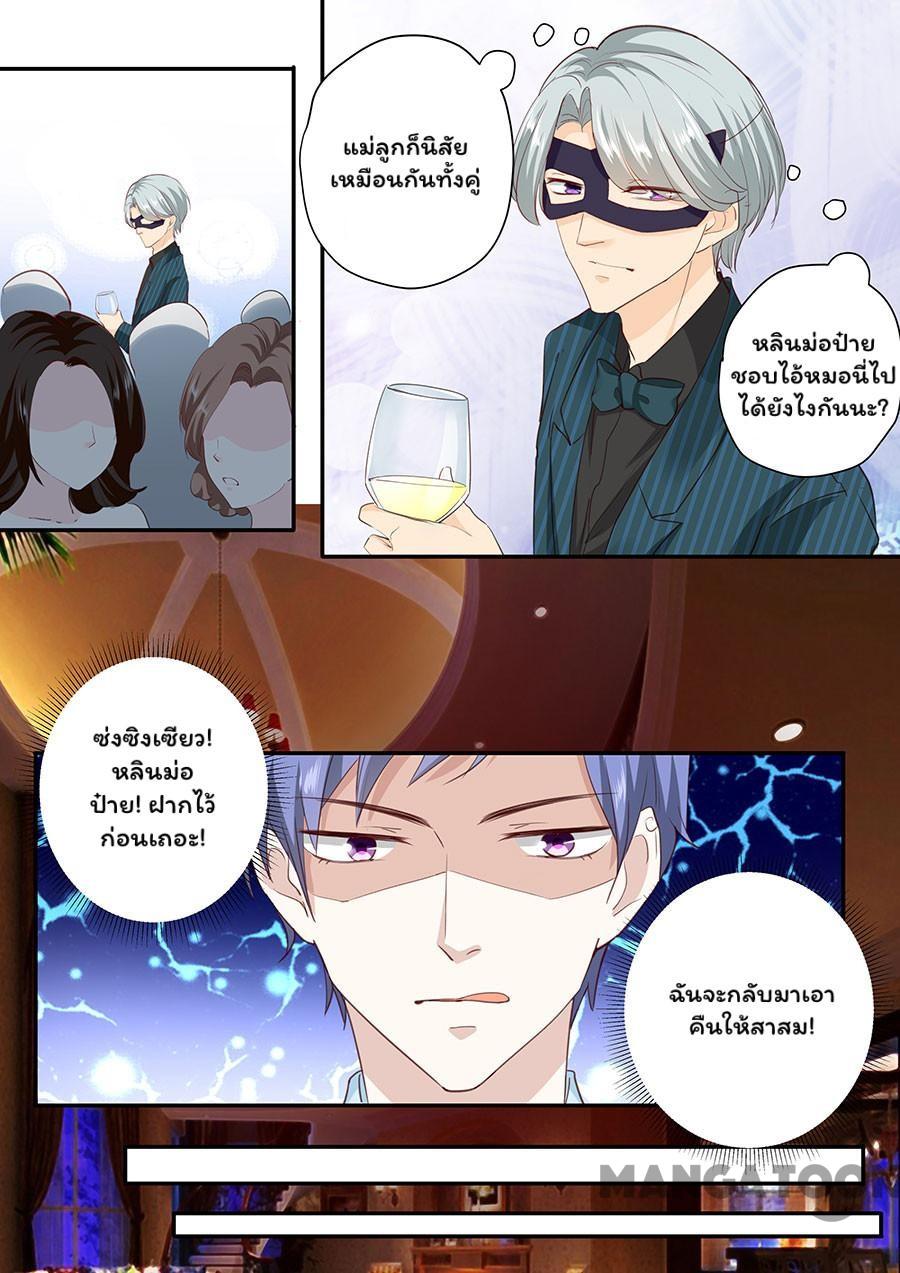 แม่ลูกก็นิสัย
เหมือนกันทั้งคู่
หลินม่อป๋าย
ชอบไอ้หมอนี่ไป
ได้ยังไงกันนะ?
ซ่งซิงเซียว!
หลินม่อ
ป๋าย! ฝากไว้
ก่อนเถอะ!
ฉันจะกลับมาเอา
คืนให้สาสม!
MANGATOON